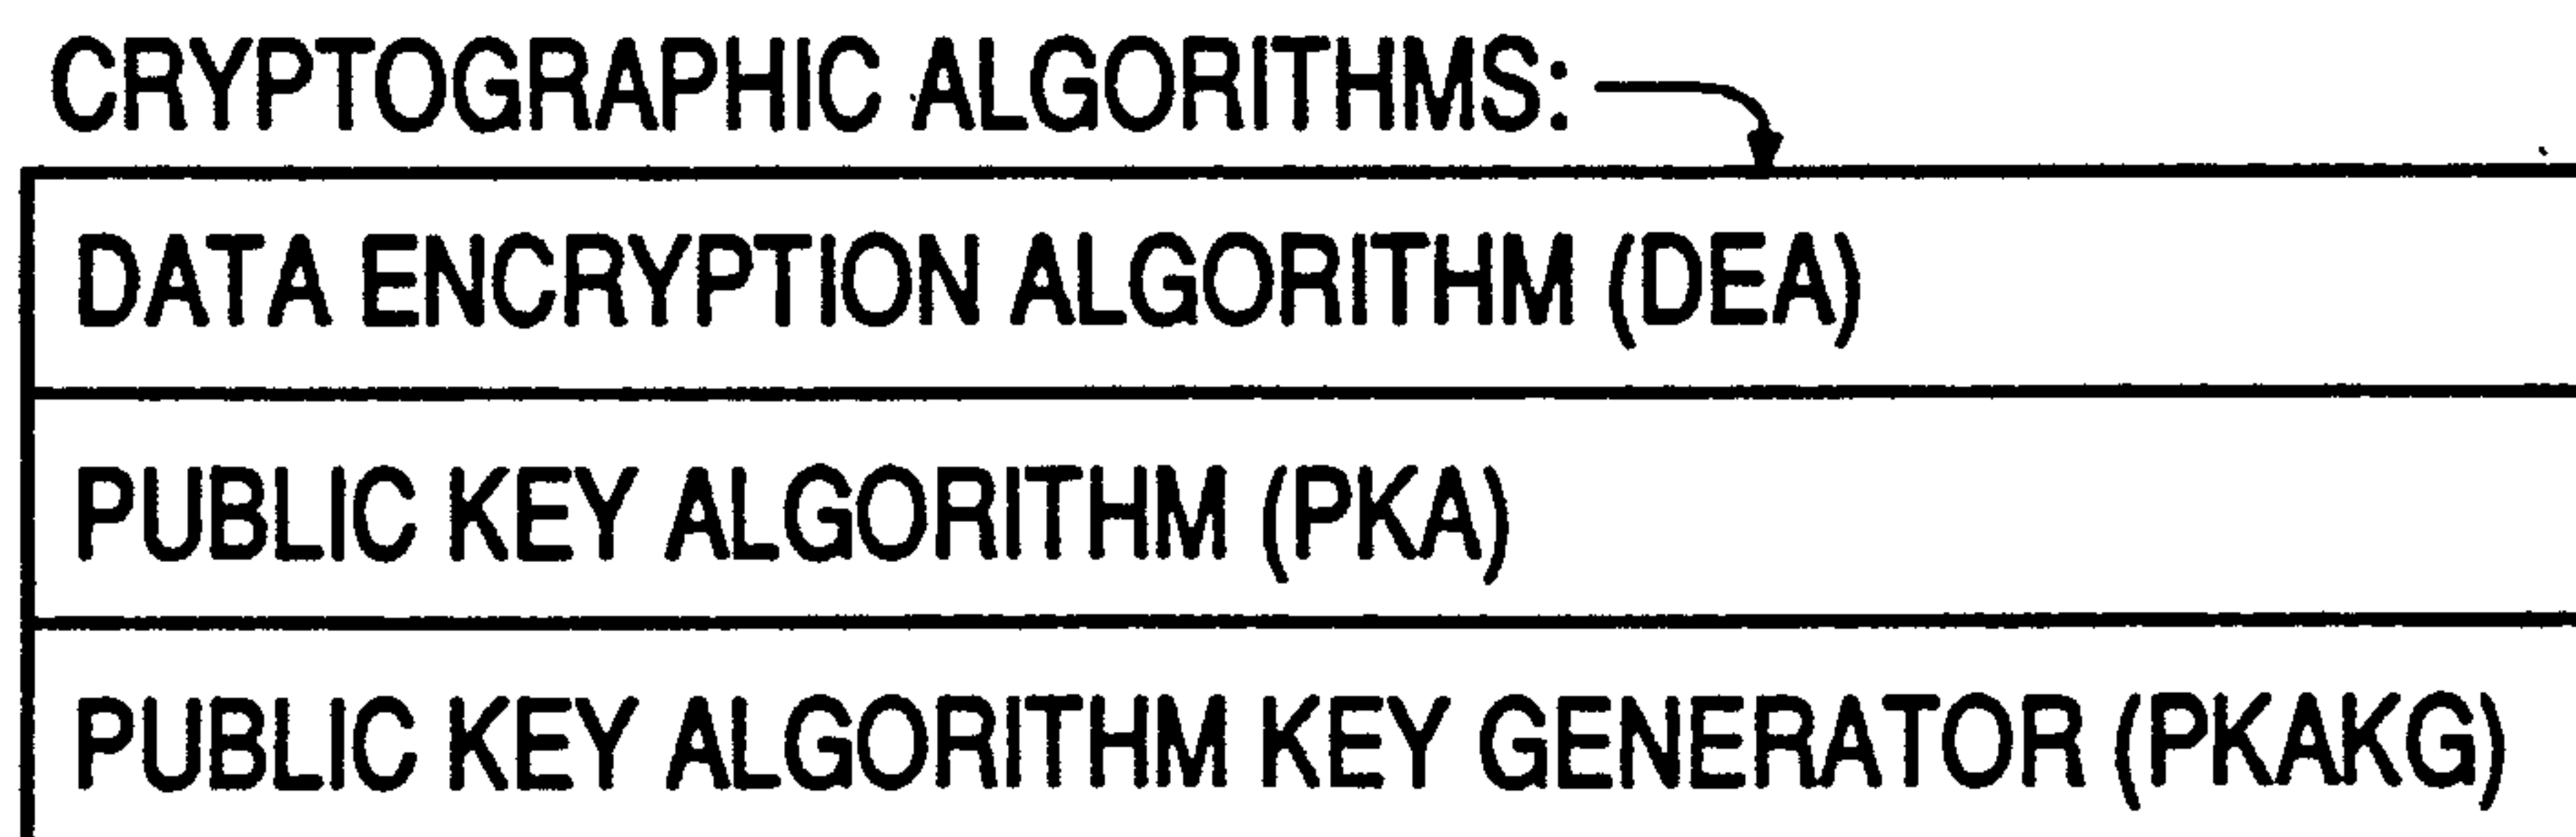 CRYPTOGRAPHIC ALGORITHMS:
DATA ENCRYPTION ALGORITHM (DEA)
PUBLIC KEY ALGORITHM (PKA)
PUBLIC KEY ALGORITHM KEY GENERATOR (PKAKG)